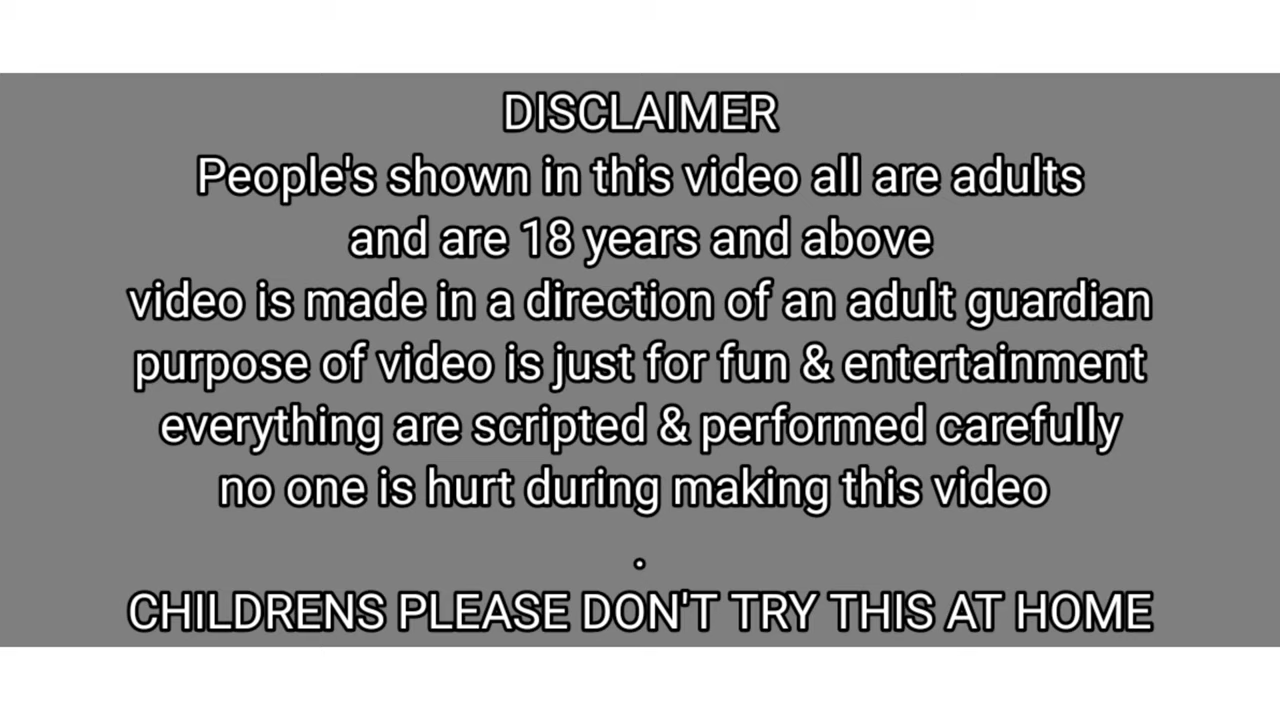 DISCLAIMER
People's shown in this video all are adults
and are 18 years and above
video is made in a direction of an adult guardian
purpose of video is just for fun & entertainment
everything are scripted & performed carefully
no one is hurt during making this video
.
CHILDRENS PLEASE DON'T TRY THIS AT HOME